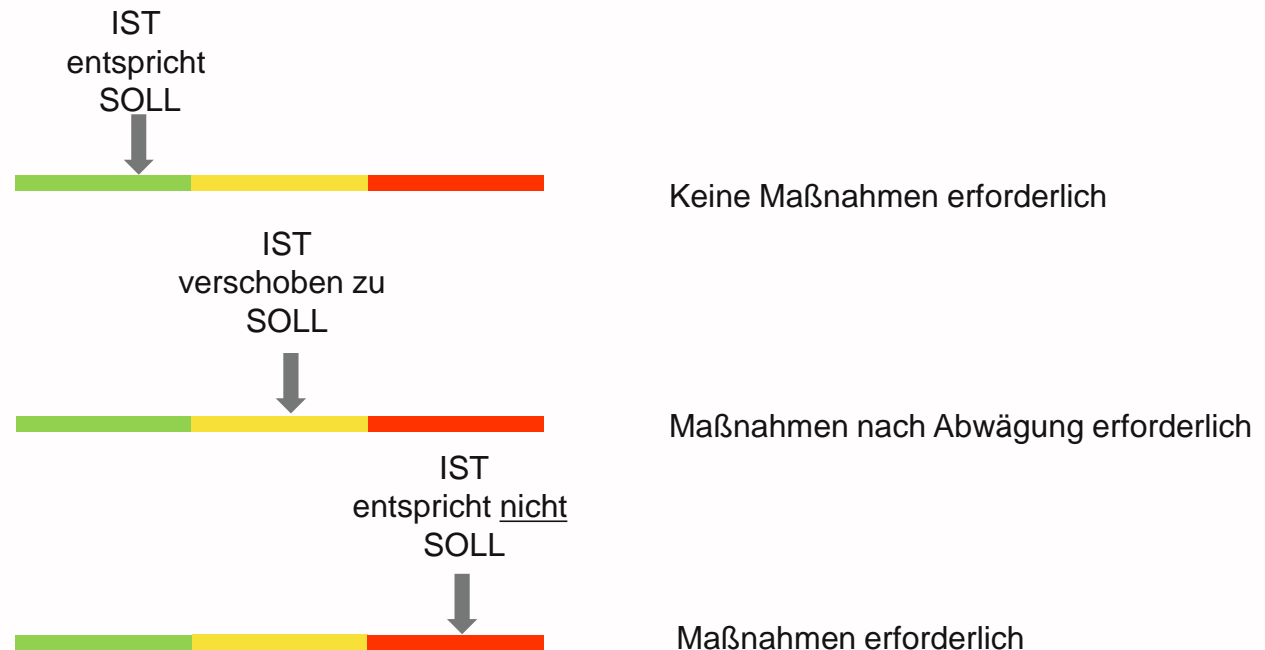 IST
entspricht
SOLL
Keine Maßnahmen erforderlich
IST
verschoben zu
SOLL
Maßnahmen nach Abwägung erforderlich
IST
entspricht nicht
SOLL
Maßnahmen erforderlich